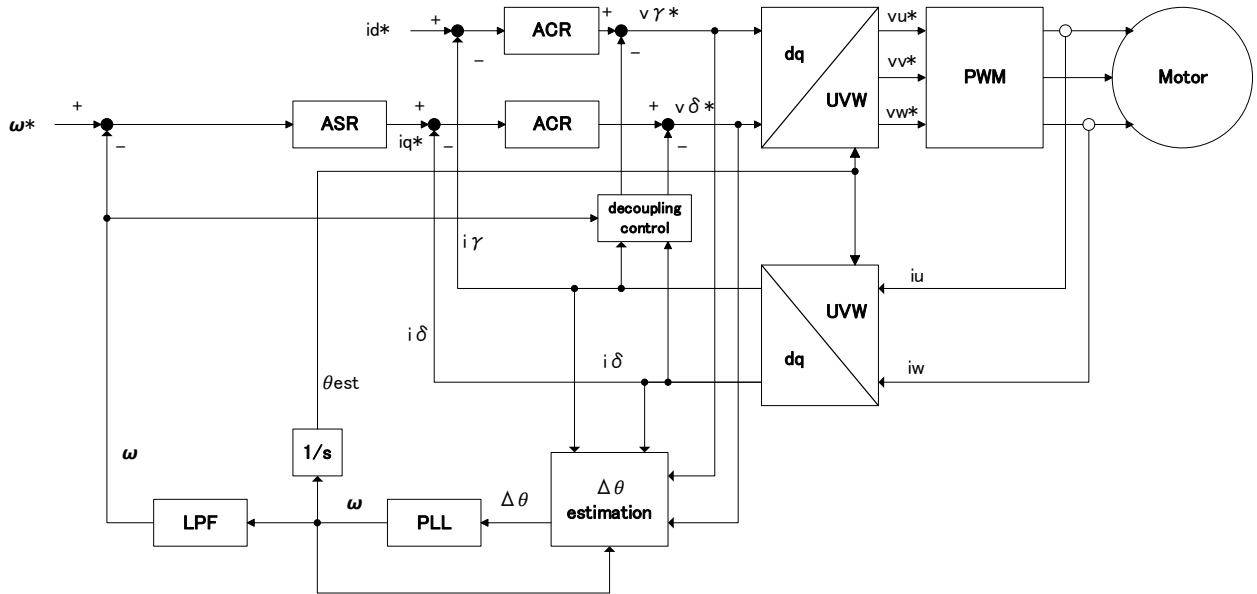 id*
+
−
ACR
+
−
vγ*
dq
UVW
vu*
vv*
vw*
PWM
Motor
ω*
+
−
ASR
+
iq*
−
ACR
+
vδ*
−
decoupling
control
iγ
UVW
dq
iu
iw
iδ
iδ
θest
1/s
ω
LPF
ω
PLL
Δθ
Δθ
estimation